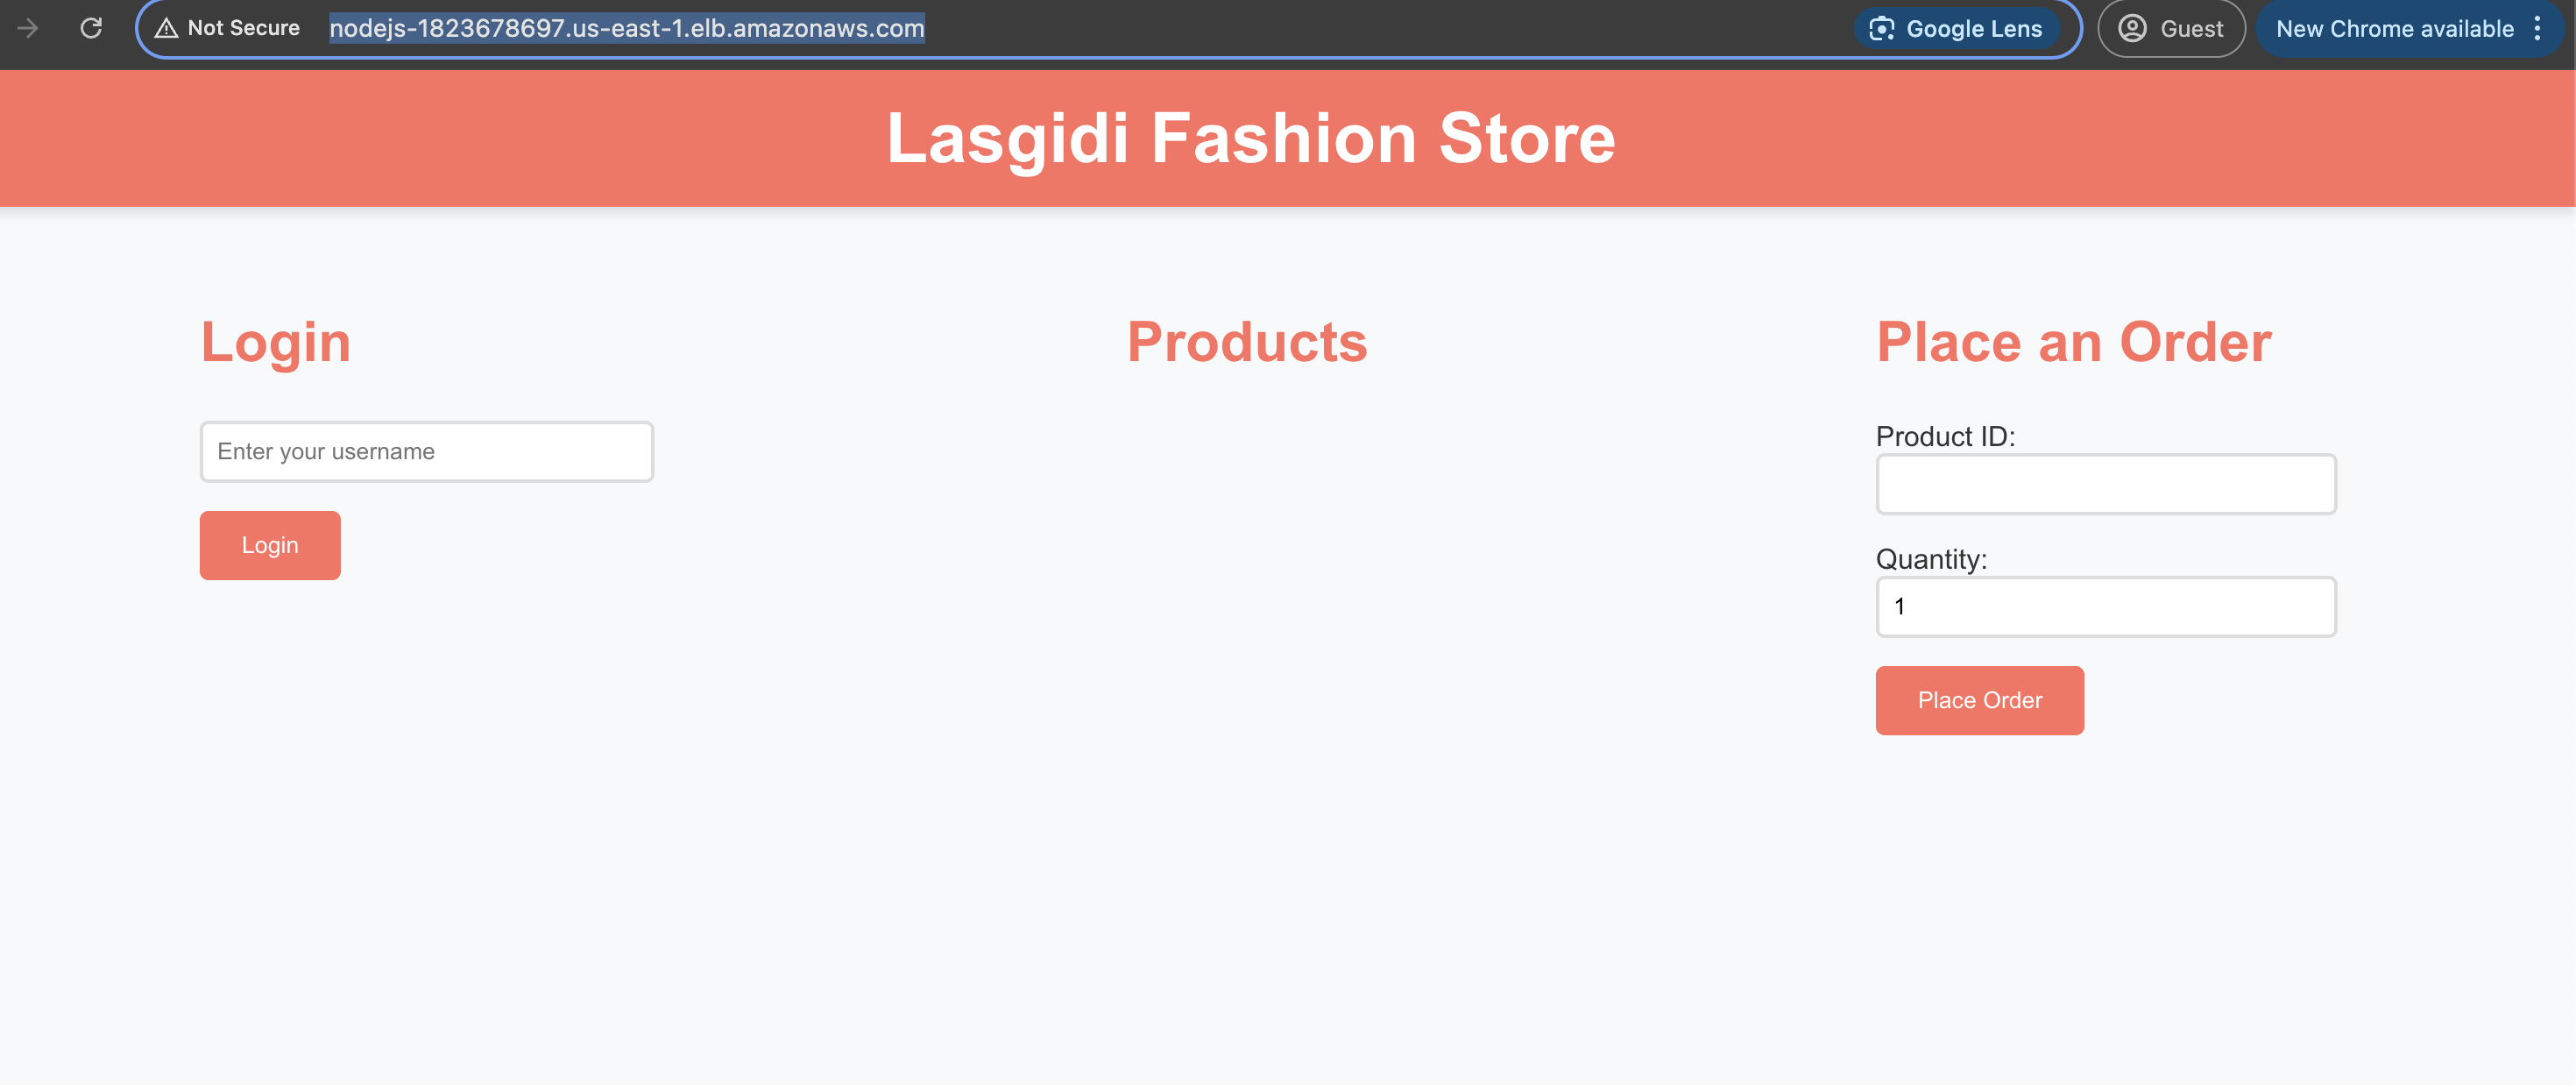 Not Secure nodejs-1823678697.us-east-1.elb.amazonaws.com Google Lens Guest New Chrome available
Lasgidi Fashion Store
Login
Enter your username
Login
Products
Place an Order
Product ID:
Quantity:
1
Place Order